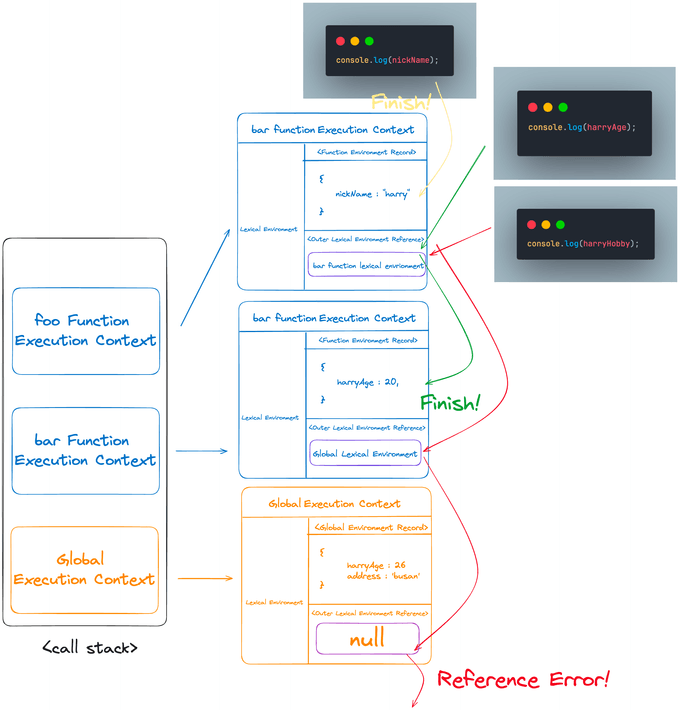 console.log(nickName);
Finish!
console.log(harryAge);
console.log(harryHobby);
bar function Execution Context
<Function Environment Record>
{
nickName : "harry"
}
Lexical Environment
<Outer Lexical Environment Reference>
bar function lexical envrionment
foo Function
Execution Context
bar function Execution Context
<Function Environment Record>
{
harryAge : 20,
}
Finish!
Lexical Environment
<Outer Lexical Environment Reference>
Global Lexical Environment
bar Function
Execution Context
Global Execution Context
<Global Environment Record>
{
harryAge : 26
address : 'busan'
}
Lexical Environment
<Outer Lexical Environment Reference>
null
Global
Execution Context
<call stack>
Reference Error!